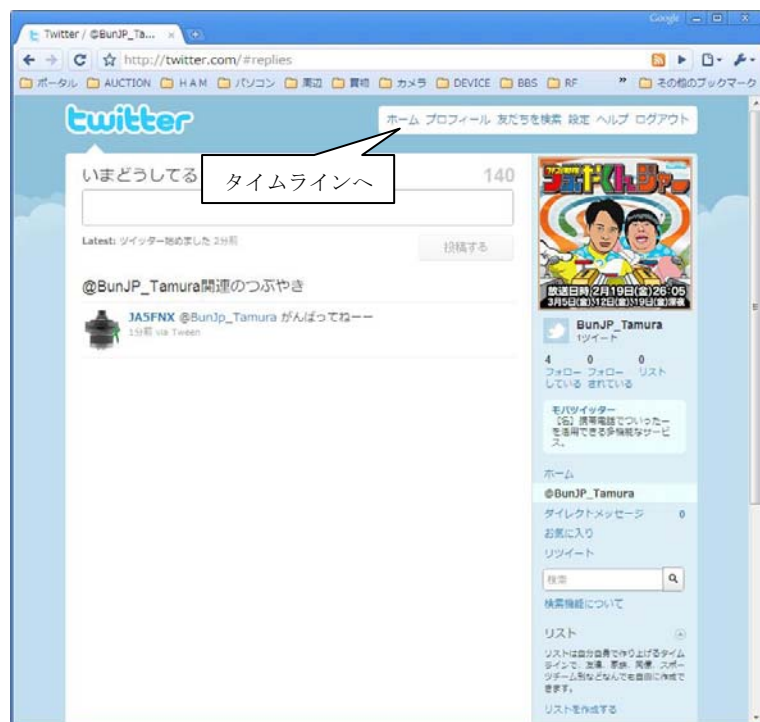 Google
Twitter / @BunJP_Ta...
http://twitter.com/#replies
ポータル AUCTION HAM パソコン 周辺 買物 カメラ DEVICE BBS RF » その他のブックマーク
twitter
ホーム プロフィール 友だちを検索 設定 ヘルプ ログアウト
いまどうしてる
タイムラインへ
140
Latest: ツイッター始めました 2分前
投稿する
@BunJP_Tamura関連のつぶやき
JA5FNX @BunJp_Tamura がんばってねーー
1分前 via Tween
つぶやくんジャー
放送日時 2月19日(金)26:05
3月5日(金)12日(金)19日(金)深夜
BunJP_Tamura
1ツイート
4 0 0
フォロー フォロー リスト
している されている
モバツイッター
【名】携帯電話でついったー
を活用できる多機能なサービ
ス。
ホーム
@BunJP_Tamura
ダイレクトメッセージ 0
お気に入り
リツイート
検索
検索機能について
リスト
リストは自分自身で作り上げるタイム
ラインで、友達、家族、同僚、スポー
ツチーム別などなんでも自由に作成で
きます。
リストを作成する